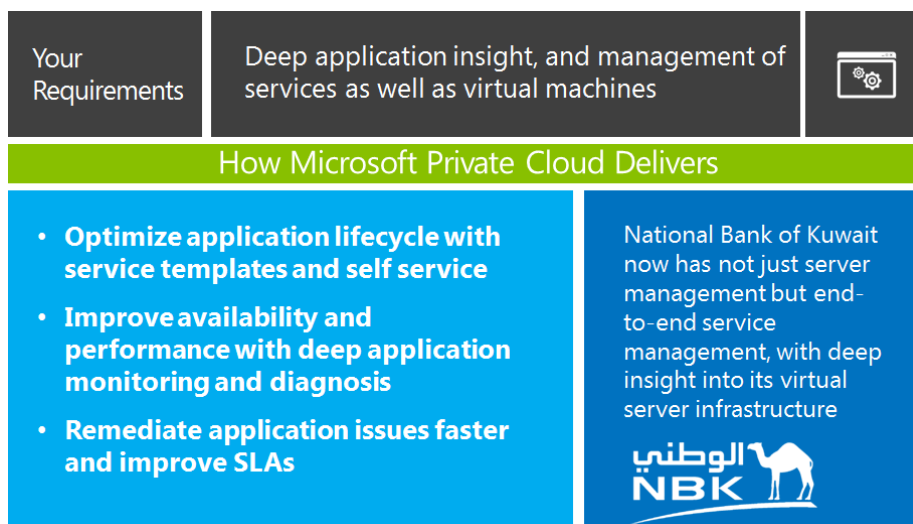 Your
Requirements
Deep application insight, and management of
services as well as virtual machines
How Microsoft Private Cloud Delivers
• Optimize application lifecycle with
service templates and self service
• Improve availability and
performance with deep application
monitoring and diagnosis
• Remediate application issues faster
and improve SLAs
National Bank of Kuwait
now has not just server
management but end-
to-end service
management, with deep
insight into its virtual
server infrastructure
الوطني
NBK